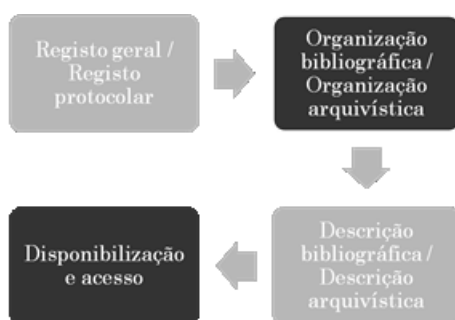 Registo geral /
Registo
protocolar
Organização
bibliográfica /
Organização
arquivística
Descrição
bibliográfica /
Descrição
arquivística
Disponibilização
e acesso